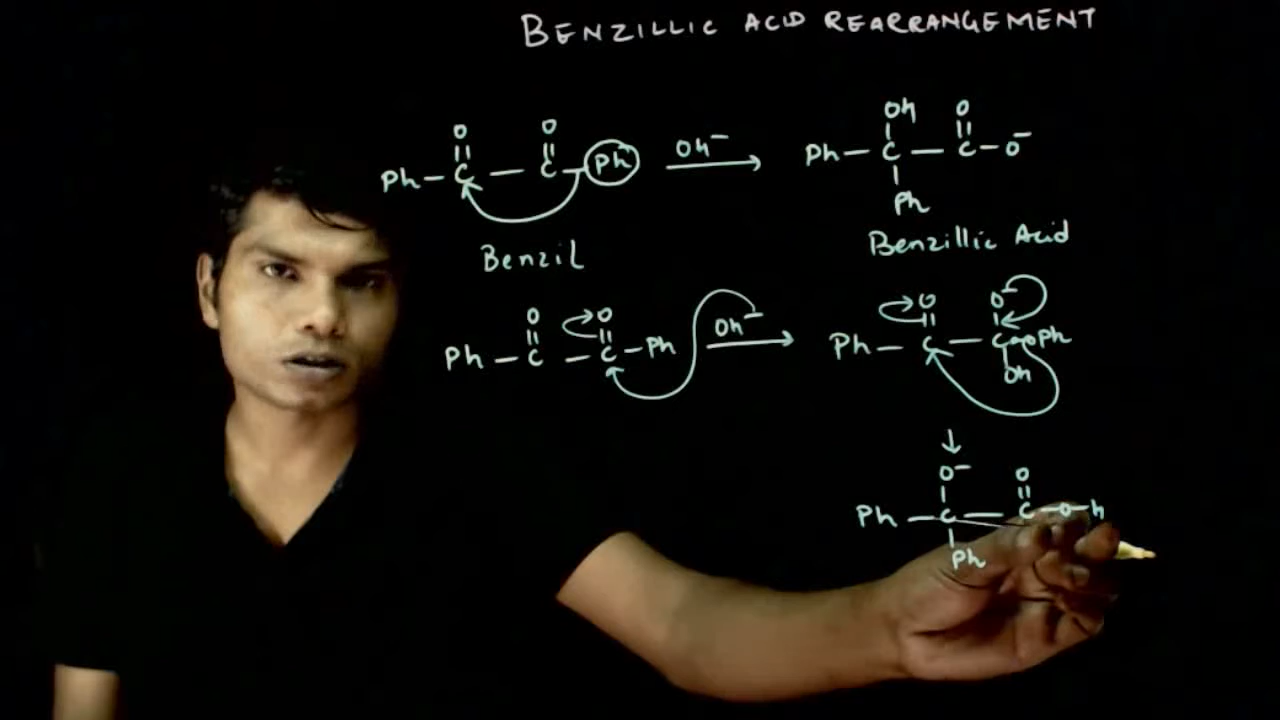 BENZILLIC ACID REARRANGEMENT
O O
Ph – C – C – Ph OH⁻
OH O
Ph – C – C – O⁻
Ph
Benzil
Benzillic Acid
O O
Ph – C – C – Ph OH⁻
O O⁻
Ph – C – C – Ph
OH
O⁻ O
Ph – C – C – O – H
Ph